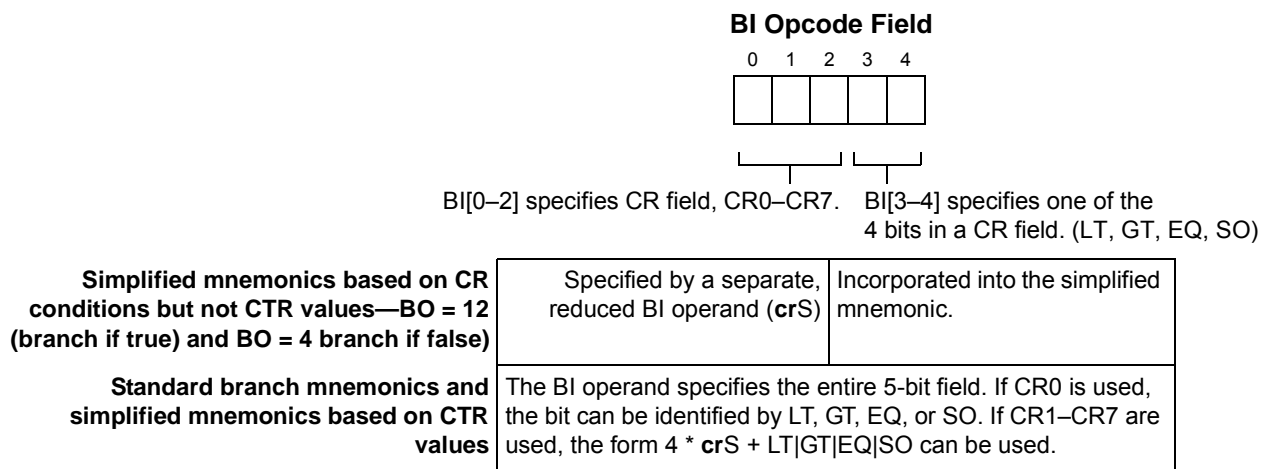 BI Opcode Field
0 1 2 3 4
BI[0–2] specifies CR field, CR0–CR7.
BI[3–4] specifies one of the
4 bits in a CR field. (LT, GT, EQ, SO)
Simplified mnemonics based on CR
conditions but not CTR values—BO = 12
(branch if true) and BO = 4 branch if false)
Specified by a separate,
reduced BI operand (crS)
Incorporated into the simplified
mnemonic.
Standard branch mnemonics and
simplified mnemonics based on CTR
values
The BI operand specifies the entire 5-bit field. If CR0 is used,
the bit can be identified by LT, GT, EQ, or SO. If CR1–CR7 are
used, the form 4 * crS + LT|GT|EQ|SO can be used.